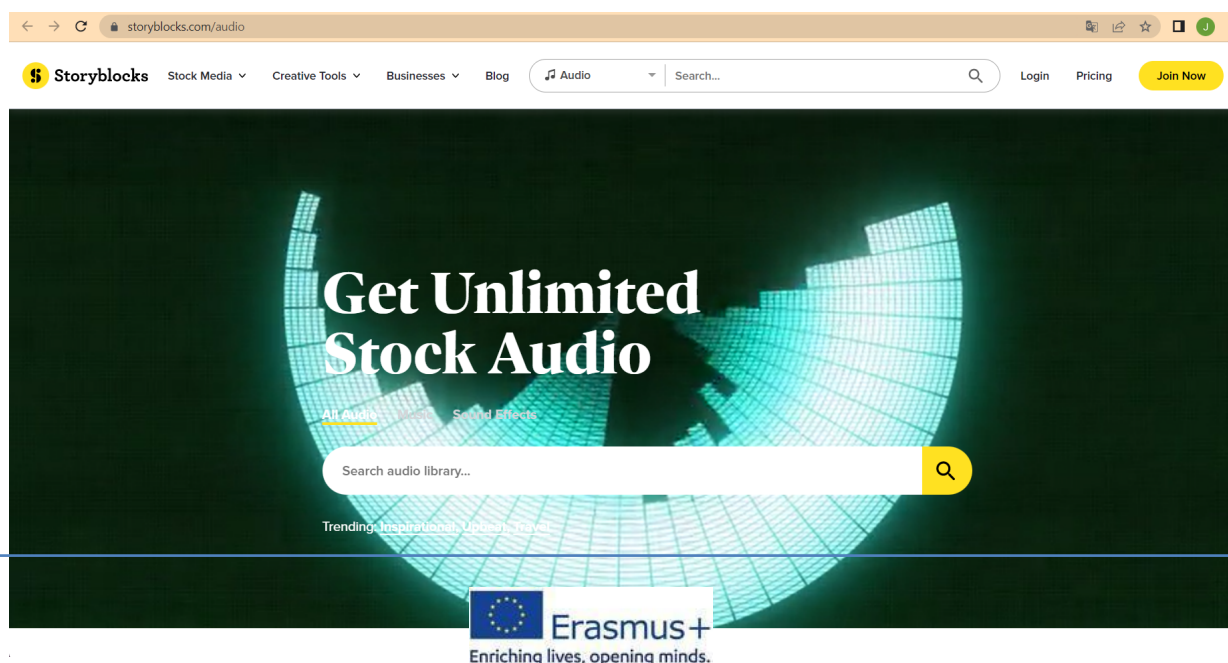 storyblocks.com/audio
J
Storyblocks Stock Media Creative Tools Businesses Blog Audio Search... Login Pricing Join Now
Get Unlimited
Stock Audio
All Audio Music Sound Effects
Search audio library...
Trending: Inspirational, Upbeat, Travel
Erasmus+
Enriching lives, opening minds.